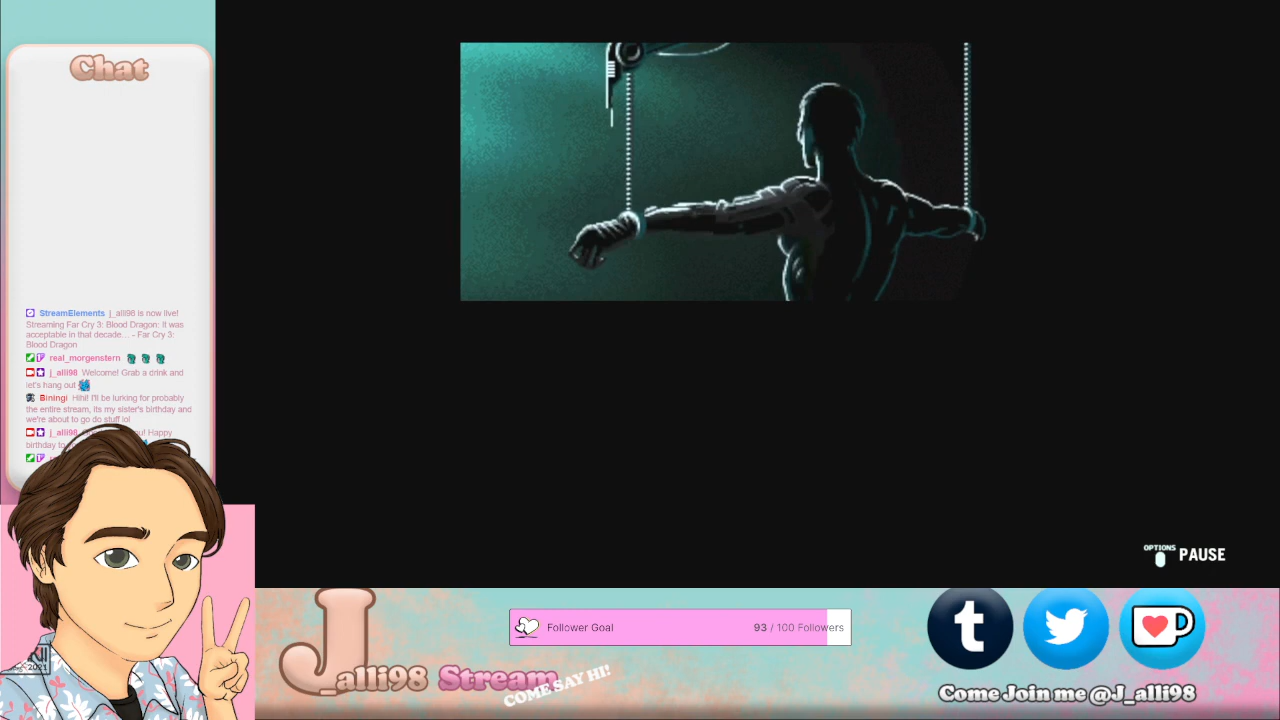 Chat
StreamElements j_alli98 is now live!
Streaming Far Cry 3: Blood Dragon: It was
acceptable in that decade... - Far Cry 3:
Blood Dragon
real_morgenstern
j_alli98 Welcome! Grab a drink and
let's hang out
Biningi Hihi! I'll be lurking for probably
the entire stream, its my sister's birthday and
we're about to go do stuff lol
j_alli98 Happy
birthday to
OPTIONS
PAUSE
Follower Goal 93 / 100 Followers
J_alli98 Stream
COME SAY HI!
t
Come Join me @J_alli98
2021